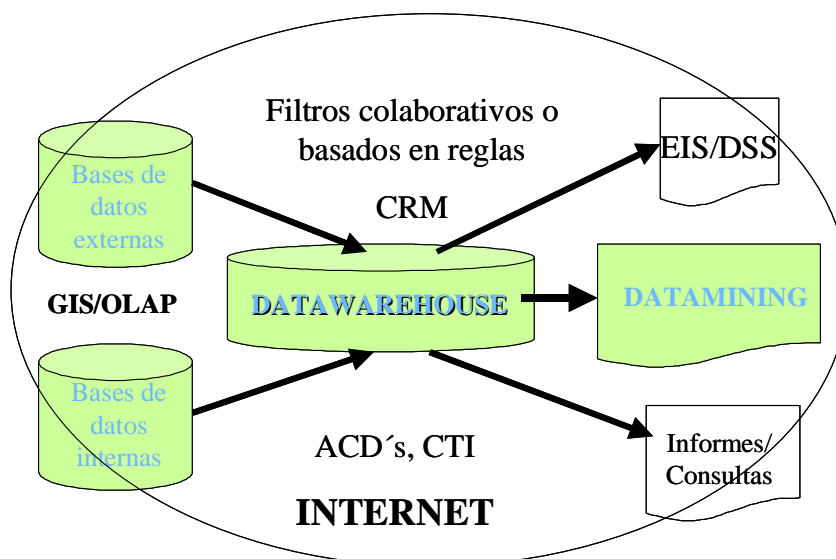 Filtros colaborativos o
basados en reglas
CRM
EIS/DSS
Bases de
datos
externas
GIS/OLAP
DATAWAREHOUSE
DATAMINING
Bases de
datos
internas
ACD´s, CTI
Informes/
Consultas
INTERNET